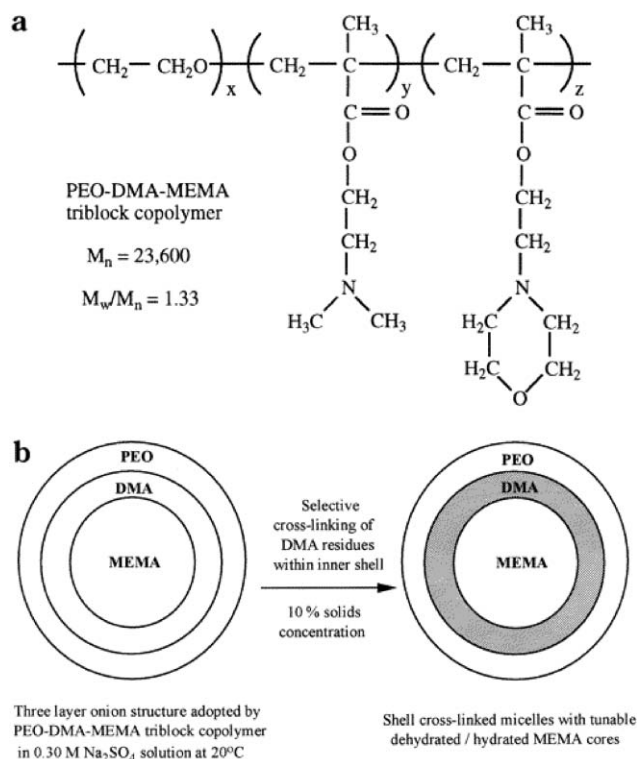 a
CH₃ CH₃
( CH₂ — CH₂O )x ( CH₂ — C )y ( CH₂ — C )z
C=O C=O
O O
CH₂ CH₂
PEO-DMA-MEMA
triblock copolymer
CH₂ CH₂
Mₙ = 23,600
N N
M_w/Mₙ = 1.33
H₃C CH₃ H₂C CH₂
H₂C CH₂
O
b
PEO
DMA
MEMA
Selective
cross-linking of
DMA residues
within inner shell
10 % solids
concentration
PEO
DMA
MEMA
Three layer onion structure adopted by
PEO-DMA-MEMA triblock copolymer
in 0.30 M Na₂SO₄ solution at 20°C
Shell cross-linked micelles with tunable
dehydrated / hydrated MEMA cores